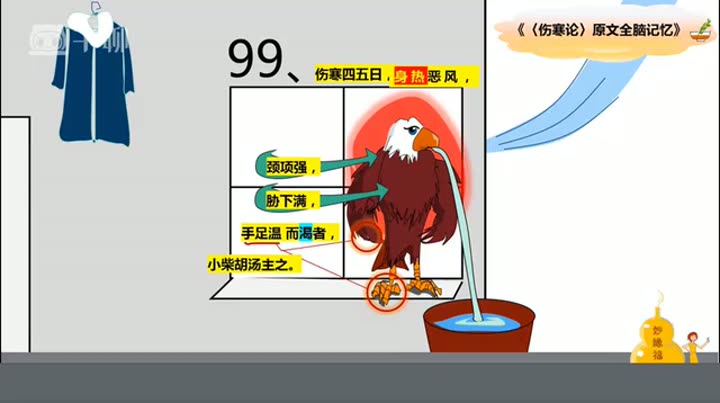 《〈伤寒论〉原文全脑记忆》
千聊
99、伤寒四五日，身热恶风，
颈项强，
胁下满，
手足温而渴者，
小柴胡汤主之。
妙缘福